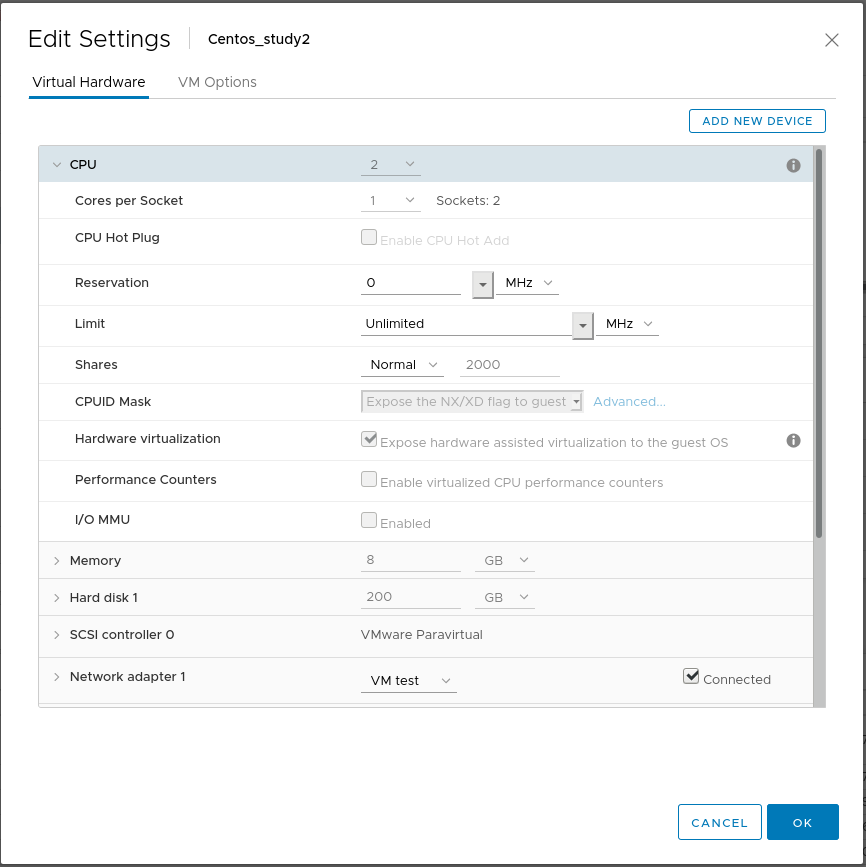 Edit Settings Centos_study2
Virtual Hardware VM Options
ADD NEW DEVICE
CPU 2
Cores per Socket 1 Sockets: 2
CPU Hot Plug Enable CPU Hot Add
Reservation 0 MHz
Limit Unlimited MHz
Shares Normal 2000
CPUID Mask Expose the NX/XD flag to guest Advanced...
Hardware virtualization Expose hardware assisted virtualization to the guest OS
Performance Counters Enable virtualized CPU performance counters
I/O MMU Enabled
Memory 8 GB
Hard disk 1 200 GB
SCSI controller 0 VMware Paravirtual
Network adapter 1 VM test Connected
CANCEL OK